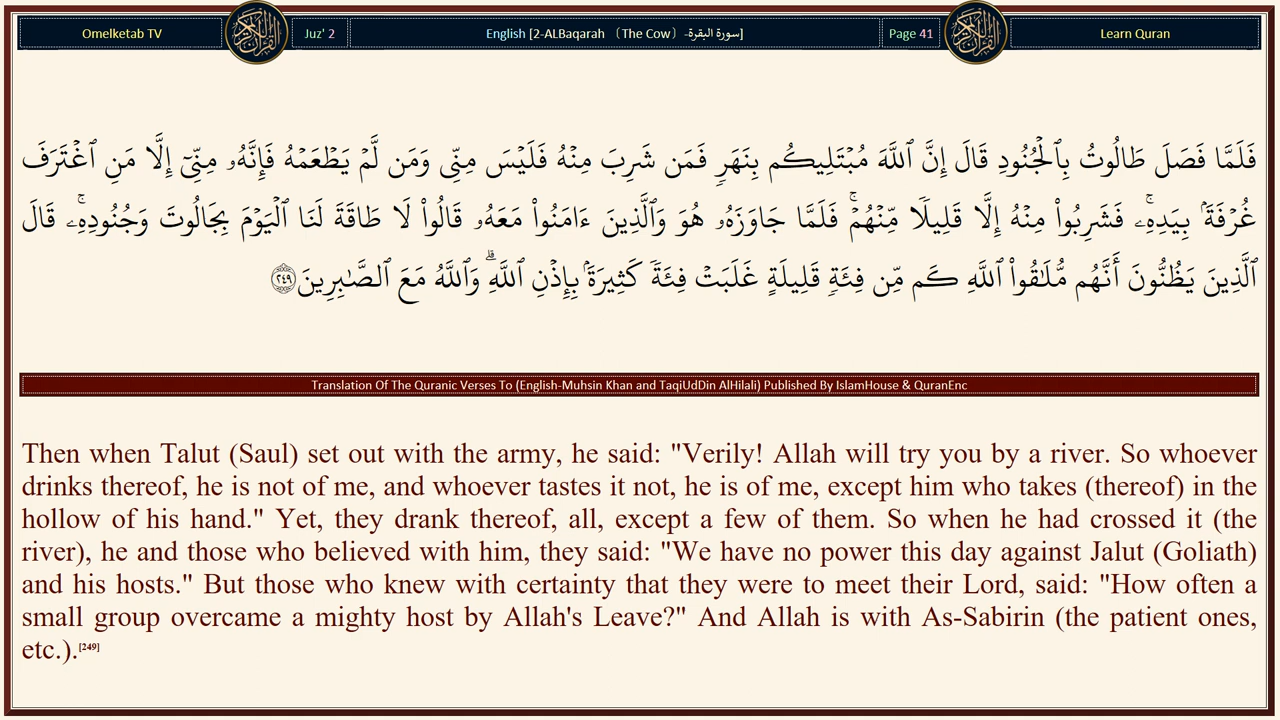 Omelketab TV
Juz' 2
English [2-ALBaqarah (The Cow) -سورة البقرة]
Page 41
Learn Quran
فَلَمَّا فَصَلَ طَالُوتُ بِٱلْجُنُودِ قَالَ إِنَّ ٱللَّهَ مُبْتَلِيكُم بِنَهَرٍ فَمَن شَرِبَ مِنْهُ فَلَيْسَ مِنِّى وَمَن لَّمْ يَطْعَمْهُ فَإِنَّهُۥ مِنِّىٓ إِلَّا مَنِ ٱغْتَرَفَ
غُرْفَةًۢ بِيَدِهِۦۚ فَشَرِبُوا۟ مِنْهُ إِلَّا قَلِيلًا مِّنْهُمْۚ فَلَمَّا جَاوَزَهُۥ هُوَ وَٱلَّذِينَ ءَامَنُوا۟ مَعَهُۥ قَالُوا۟ لَا طَاقَةَ لَنَا ٱلْيَوْمَ بِجَالُوتَ وَجُنُودِهِۦۚ قَالَ
ٱلَّذِينَ يَظُنُّونَ أَنَّهُم مُّلَـٰقُوا۟ ٱللَّهِ كَم مِّن فِئَةٍ قَلِيلَةٍ غَلَبَتْ فِئَةً كَثِيرَةًۢ بِإِذْنِ ٱللَّهِۗ وَٱللَّهُ مَعَ ٱلصَّـٰبِرِينَ ٢٤٩
Translation Of The Quranic Verses To (English-Muhsin Khan and TaqiUdDin AlHilali) Published By IslamHouse & QuranEnc
Then when Talut (Saul) set out with the army, he said: "Verily! Allah will try you by a river. So whoever
drinks thereof, he is not of me, and whoever tastes it not, he is of me, except him who takes (thereof) in the
hollow of his hand." Yet, they drank thereof, all, except a few of them. So when he had crossed it (the
river), he and those who believed with him, they said: "We have no power this day against Jalut (Goliath)
and his hosts." But those who knew with certainty that they were to meet their Lord, said: "How often a
small group overcame a mighty host by Allah's Leave?" And Allah is with As-Sabirin (the patient ones,
etc.).[249]